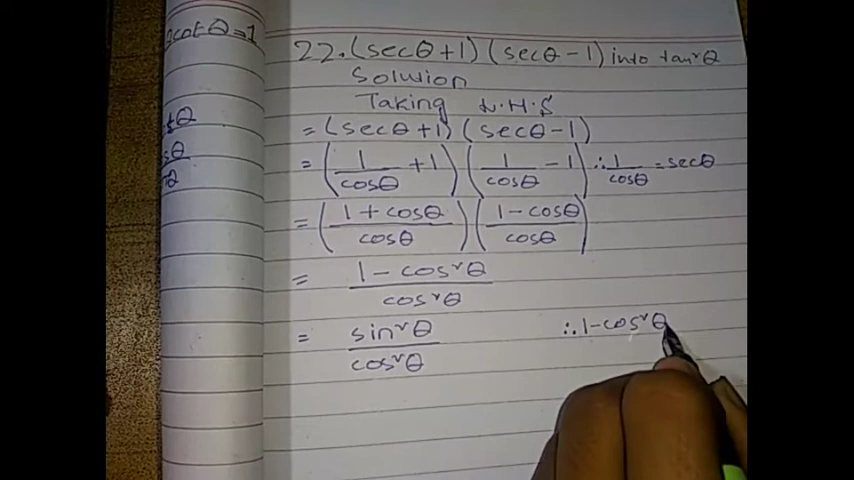 gcotθ=1
22.(secθ+1)(secθ-1) into tan²θ
Solution
Taking L.H.S
=(secθ+1)(secθ-1)
=(1/cosθ+1)(1/cosθ-1) ∴1/cosθ=secθ
=(1+cosθ/cosθ)(1-cosθ/cosθ)
= 1-cos²θ/cos²θ
= sin²θ/cos²θ ∴1-cos²θ